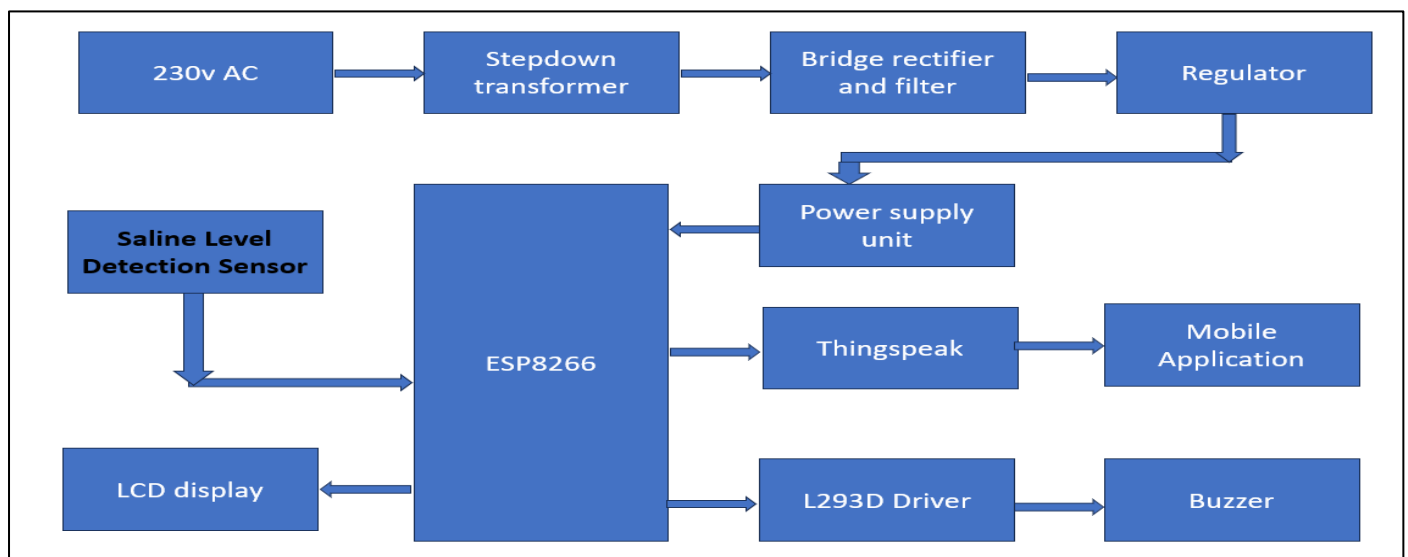 230v AC
Stepdown
transformer
Bridge rectifier
and filter
Regulator
Power supply
unit
Saline Level
Detection Sensor
ESP8266
Thingspeak
Mobile
Application
LCD display
L293D Driver
Buzzer